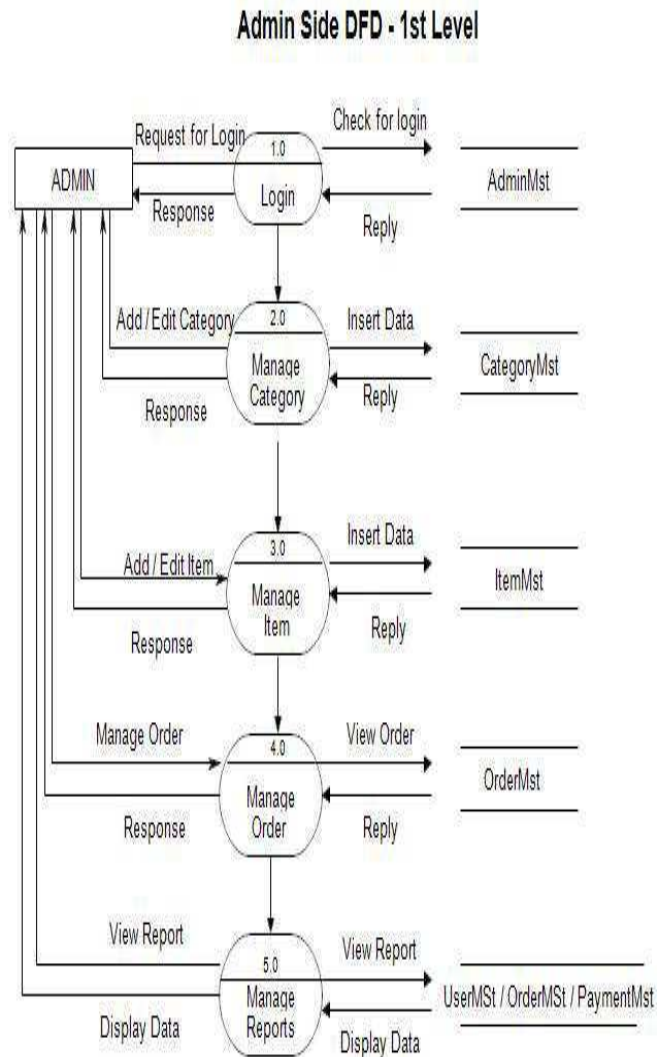 Admin Side DFD - 1st Level
Request for Login
1.0
Check for login
ADMIN
Login
AdminMst
Response
Reply
Add / Edit Category
2.0
Insert Data
Manage
Category
CategoryMst
Response
Reply
Add / Edit Item
3.0
Insert Data
Manage
Item
ItemMst
Response
Reply
Manage Order
4.0
View Order
Manage
Order
OrderMst
Response
Reply
View Report
5.0
View Report
Manage
Reports
UserMSt / OrderMSt / PaymentMst
Display Data
Display Data